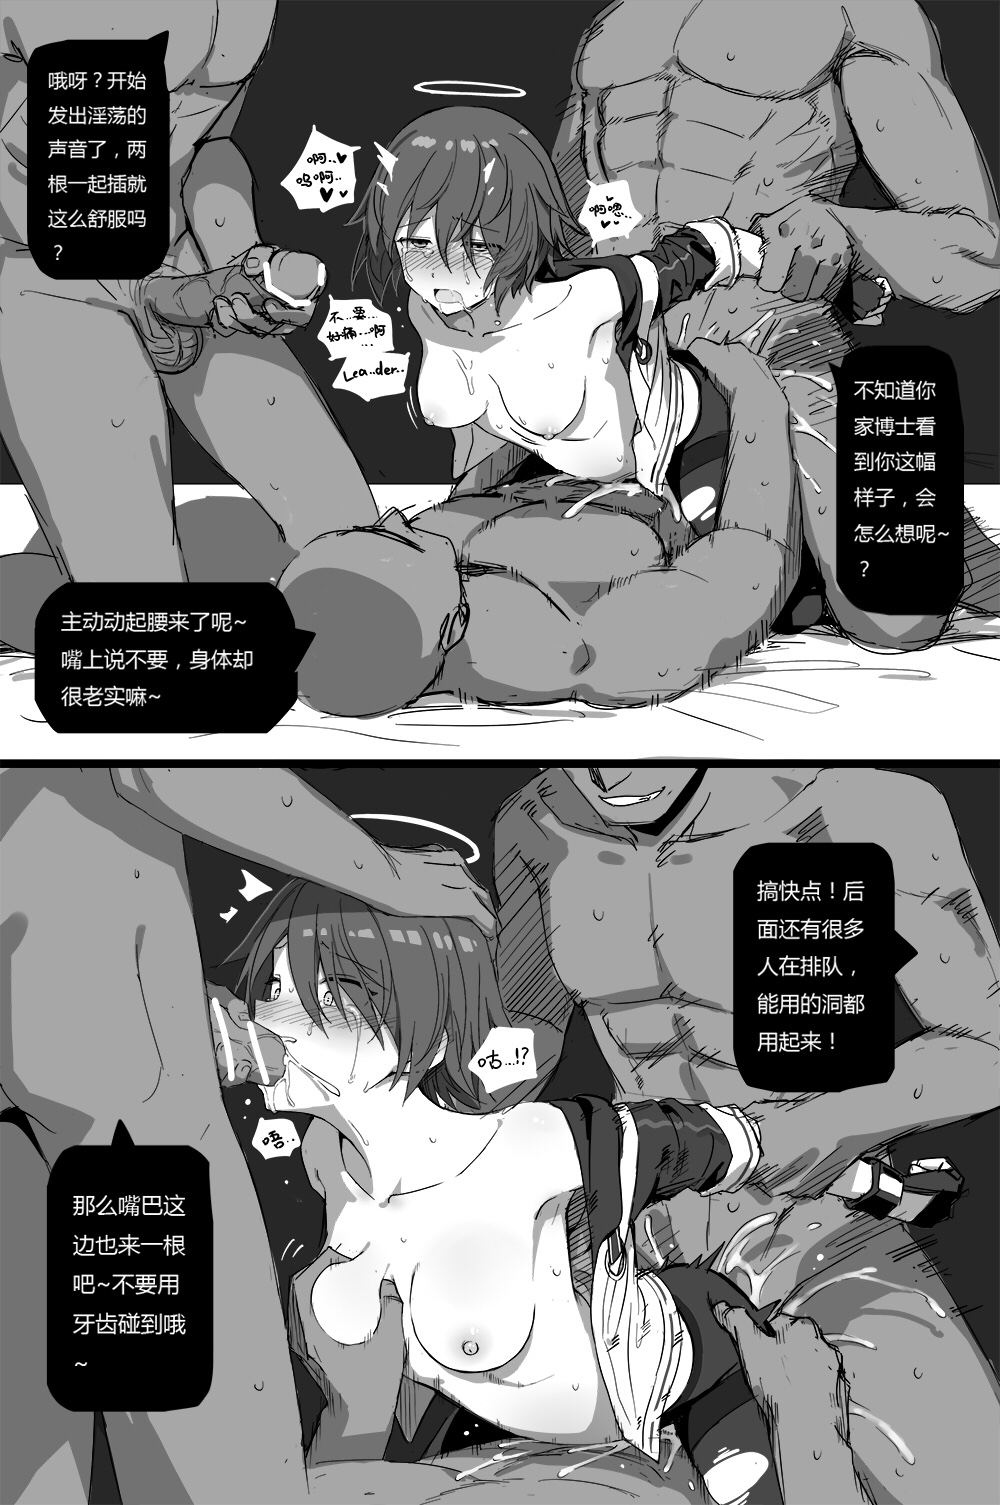 哦呀？开始
发出淫荡的
声音了，两
根一起插就
这么舒服吗
？
啊..♥
呜啊..
♥♥
啊嗯...
♥♥
不...要...
好痛...啊
...
Lea..der..
不知道你
家博士看
到你这幅
样子，会
怎么想呢~
？
主动动起腰来了呢~
嘴上说不要，身体却
很老实嘛~
搞快点！后
面还有很多
人在排队，
能用的洞都
用起来！
咕...!?
唔..
那么嘴巴这
边也来一根
吧~不要用
牙齿碰到哦
~